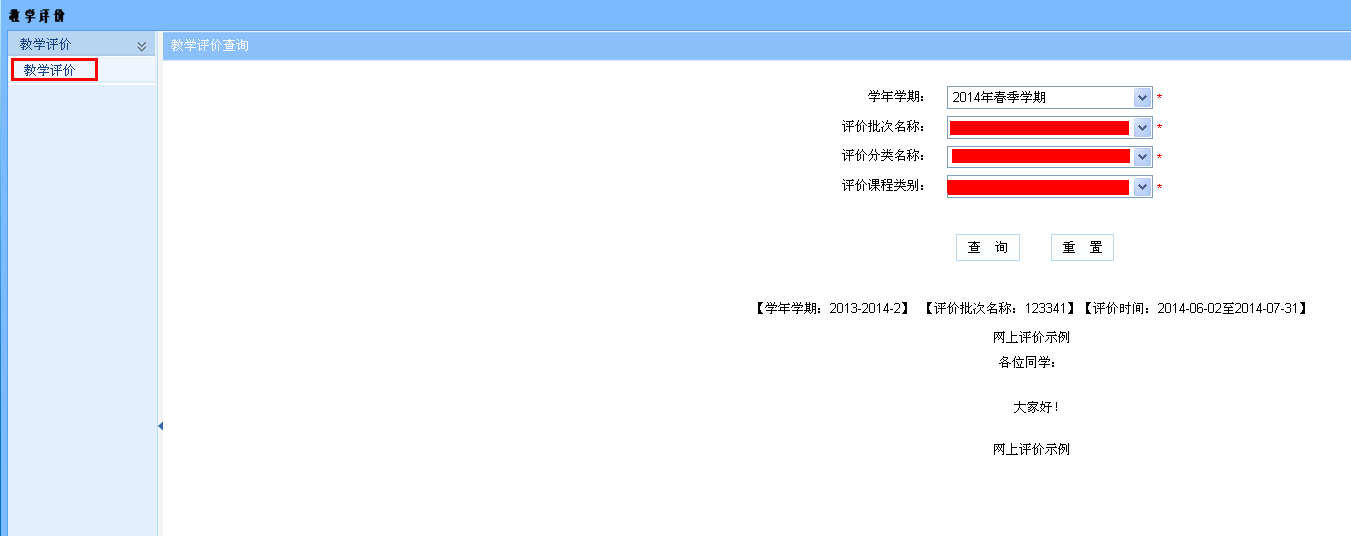 教学评价
教学评价
教学评价
教学评价查询
学年学期： 2014年春季学期 *
评价批次名称： *
评价分类名称： *
评价课程类别： *
查 询 重 置
【学年学期：2013-2014-2】 【评价批次名称：123341】【评价时间：2014-06-02至2014-07-31】
网上评价示例
各位同学：
大家好！
网上评价示例